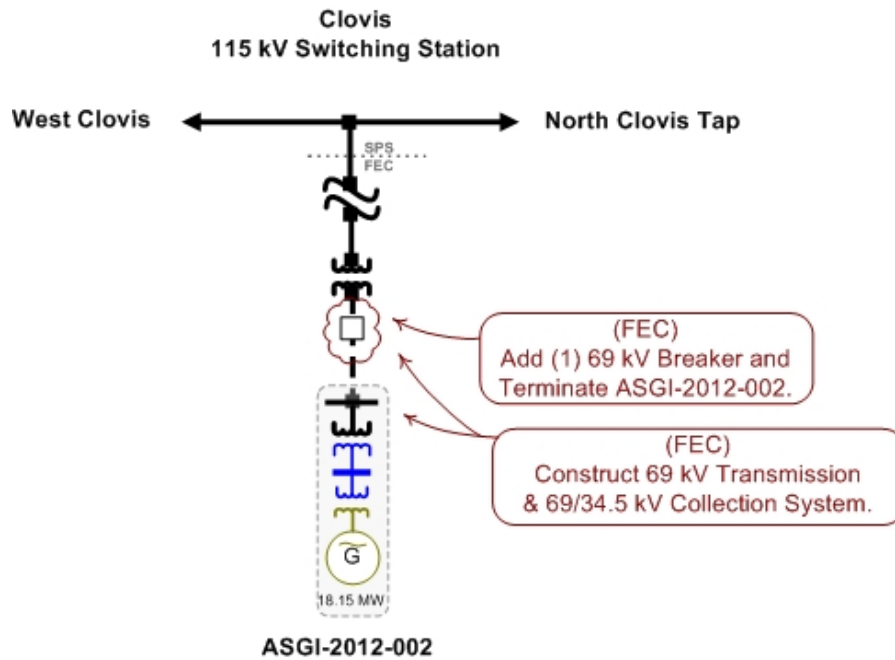 Clovis
115 kV Switching Station
West Clovis
North Clovis Tap
SPS
FEC
(FEC)
Add (1) 69 kV Breaker and
Terminate ASGI-2012-002.
(FEC)
Construct 69 kV Transmission
& 69/34.5 kV Collection System.
G
18.15 MW
ASGI-2012-002